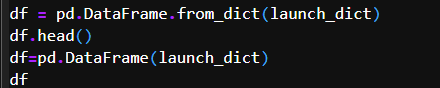 df = pd.DataFrame.from_dict(launch_dict)
df.head()
df=pd.DataFrame(launch_dict)
df